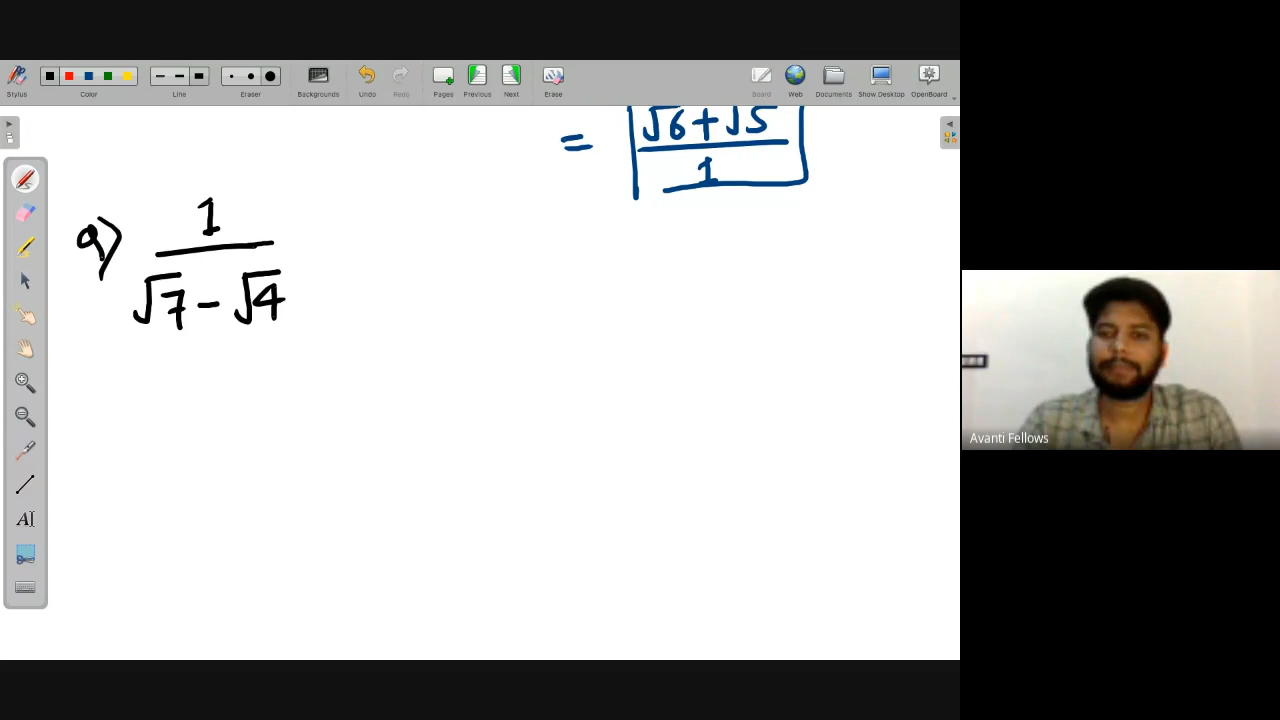 Stylus Color Line Eraser Backgrounds Undo Redo Pages Previous Next Erase Board Web Documents Show Desktop OpenBoard
= √6+√5
1
Q) 1
√7-√4
AI
Avanti Fellows